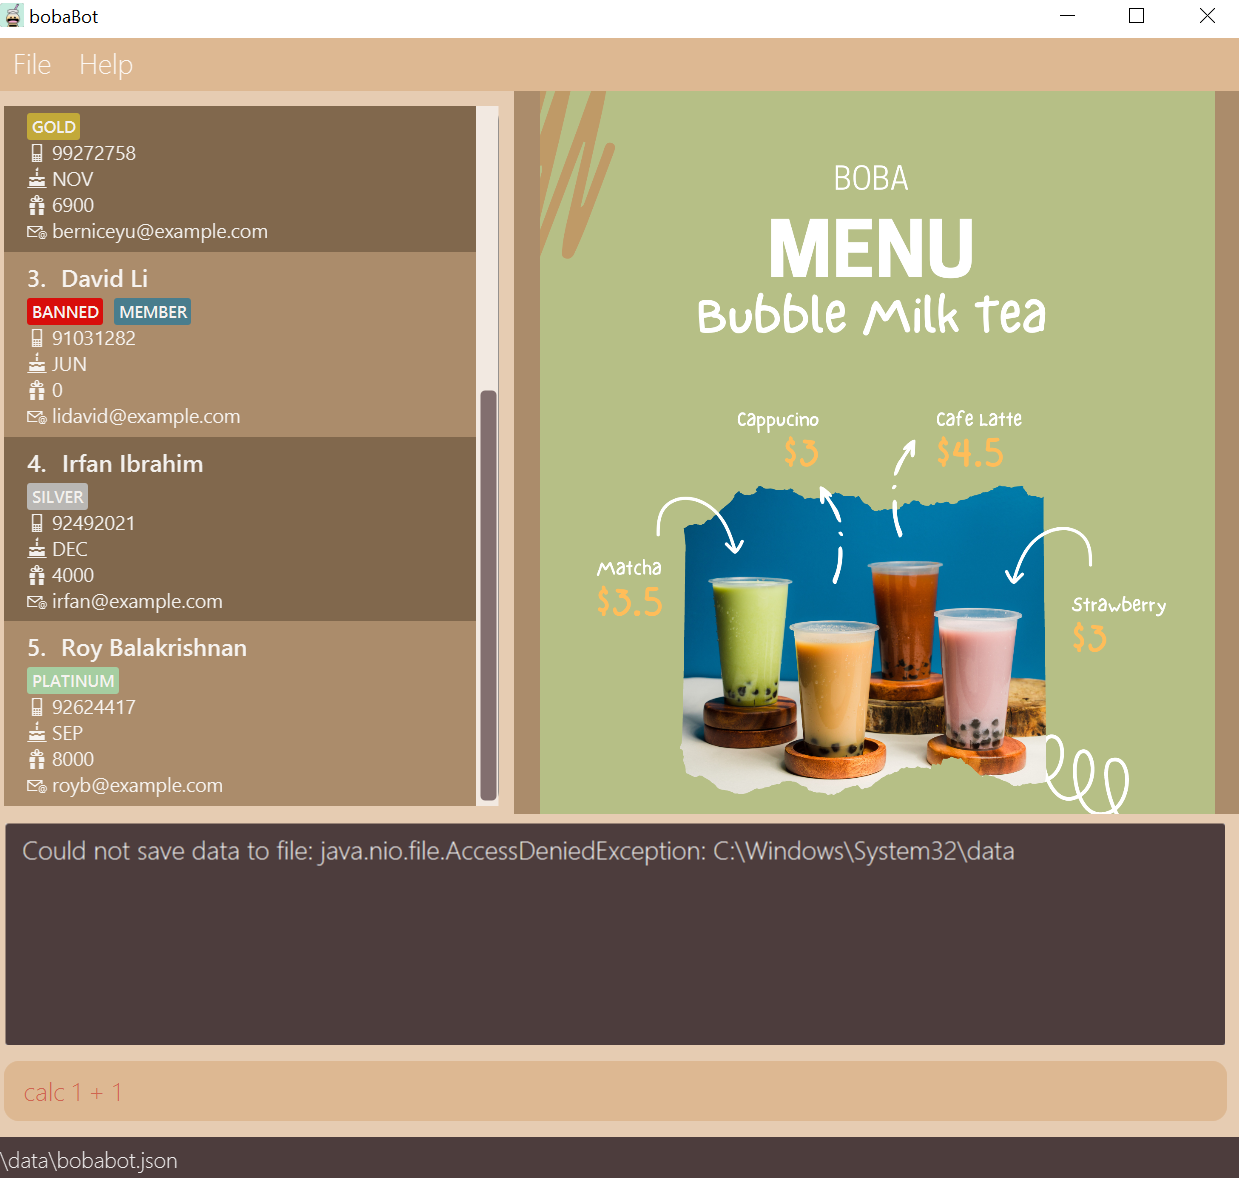 bobaBot
File Help
GOLD
99272758
NOV
6900
berniceyu@example.com
3. David Li
BANNED MEMBER
91031282
JUN
0
lidavid@example.com
4. Irfan Ibrahim
SILVER
92492021
DEC
4000
irfan@example.com
5. Roy Balakrishnan
PLATINUM
92624417
SEP
8000
royb@example.com
BOBA
MENU
Bubble Milk Tea
Cappucino
$3
Cafe Latte
$4.5
Matcha
$3.5
Strawberry
$3
Could not save data to file: java.nio.file.AccessDeniedException: C:\Windows\System32\data
calc 1 + 1
\data\bobabot.json